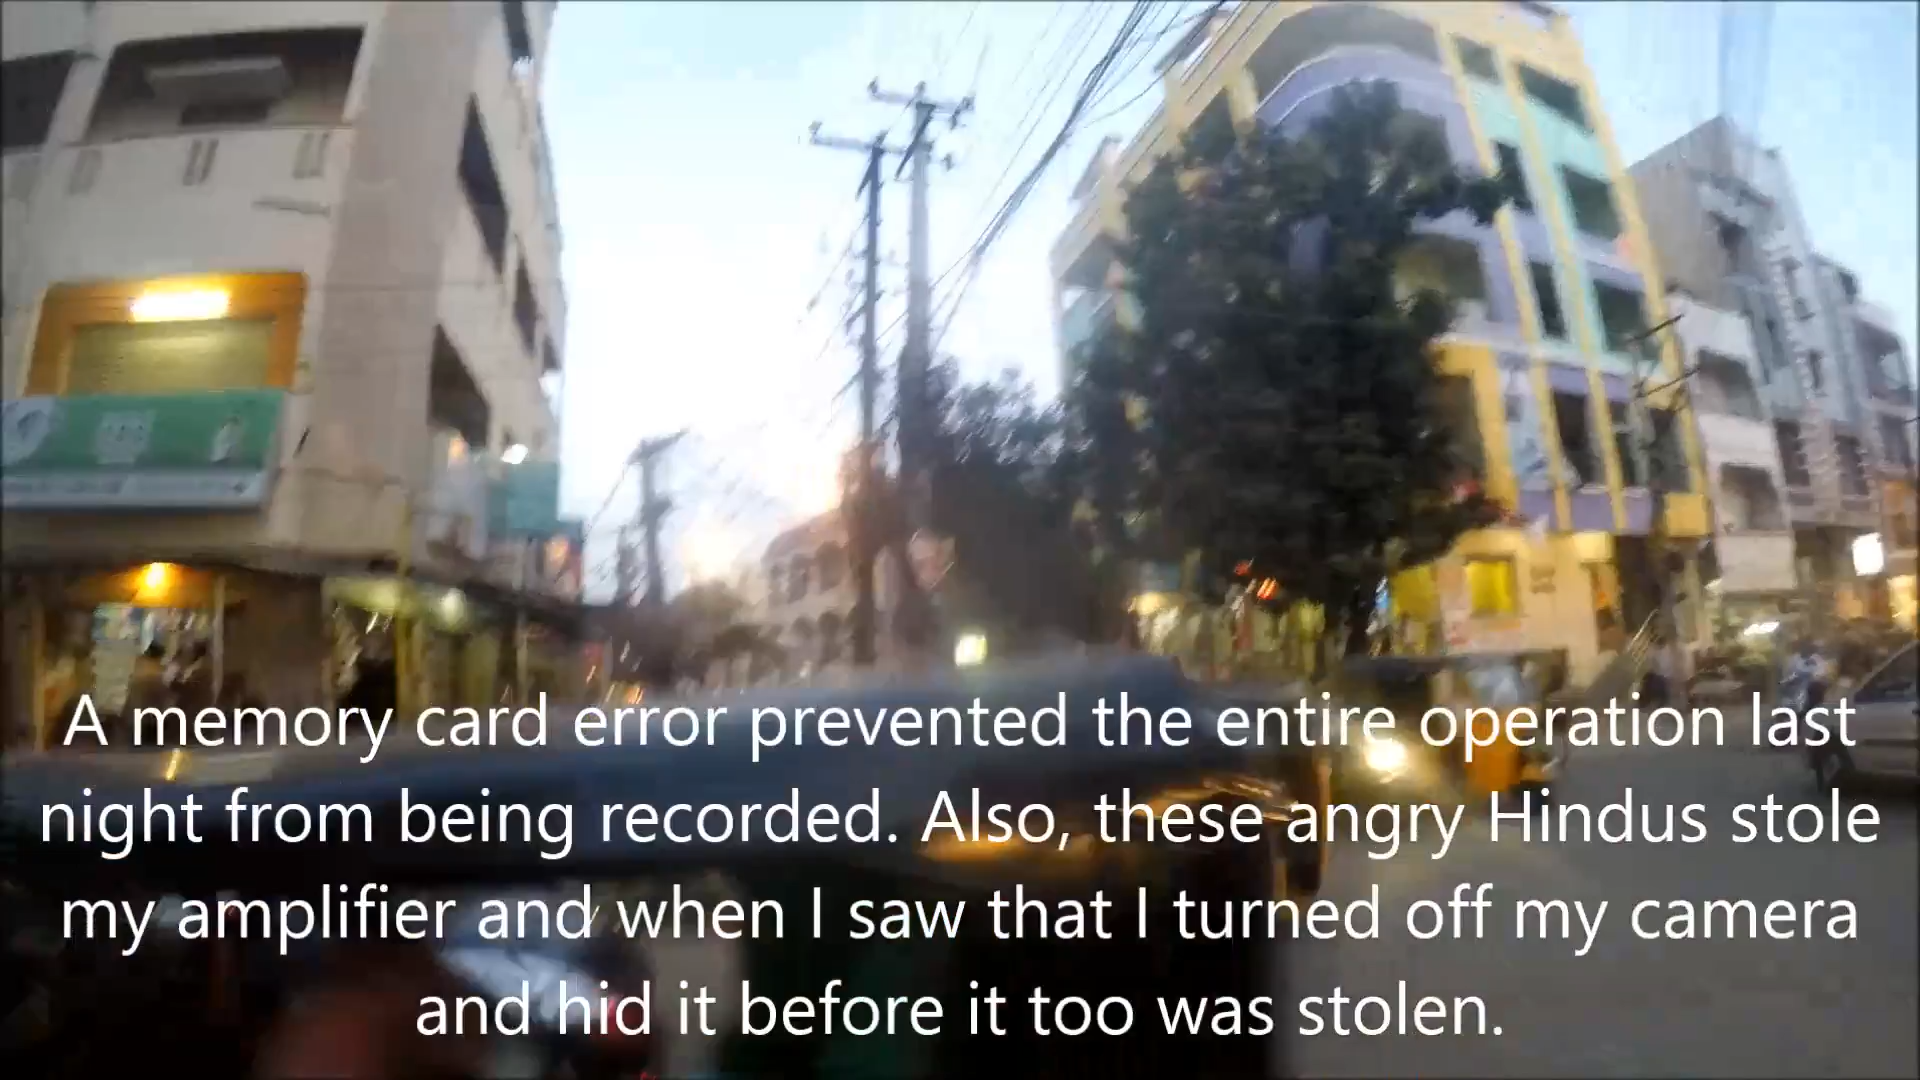 A memory card error prevented the entire operation last
night from being recorded. Also, these angry Hindus stole
my amplifier and when I saw that I turned off my camera
and hid it before it too was stolen.